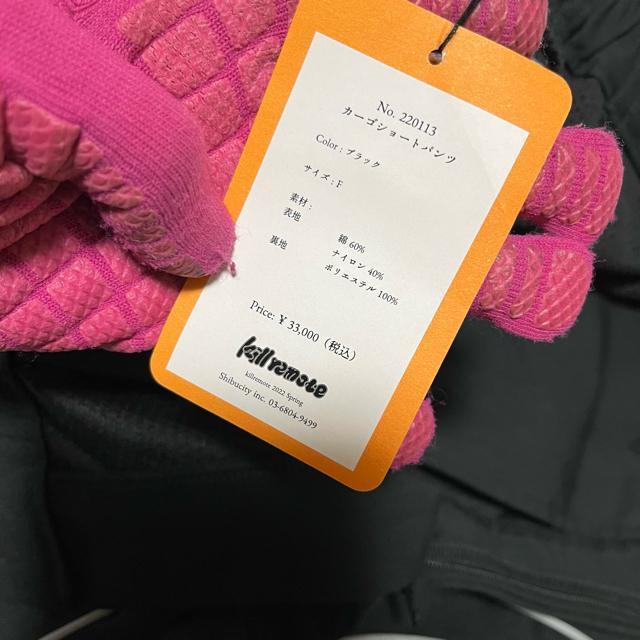 No. 220113
カーゴショートパンツ
Color : ブラック
サイズ : F
素材 :
表地 綿 60%
ナイロン 40%
裏地 ポリエステル 100%
Price: ¥ 33,000（税込）
killremote
killremote 2022 Spring
Shibucity inc. 03-6804-9499